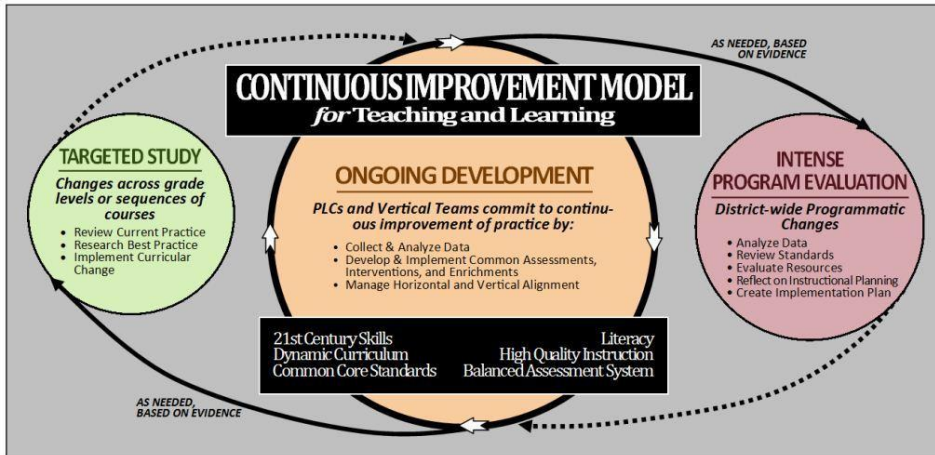 AS NEEDED, BASED
ON EVIDENCE
CONTINUOUS IMPROVEMENT MODEL
for Teaching and Learning
TARGETED STUDY
Changes across grade
levels or sequences of
courses
• Review Current Practice
• Research Best Practice
• Implement Curricular
Change
ONGOING DEVELOPMENT
PLCs and Vertical Teams commit to continu-
ous improvement of practice by:
• Collect & Analyze Data
• Develop & Implement Common Assessments,
Interventions, and Enrichments
• Manage Horizontal and Vertical Alignment
INTENSE
PROGRAM EVALUATION
District-wide Programmatic
Changes
• Analyze Data
• Review Standards
• Evaluate Resources
• Reflect on Instructional Planning
• Create Implementation Plan
21st Century Skills
Dynamic Curriculum
Common Core Standards
Literacy
High Quality Instruction
Balanced Assessment System
AS NEEDED,
BASED ON EVIDENCE